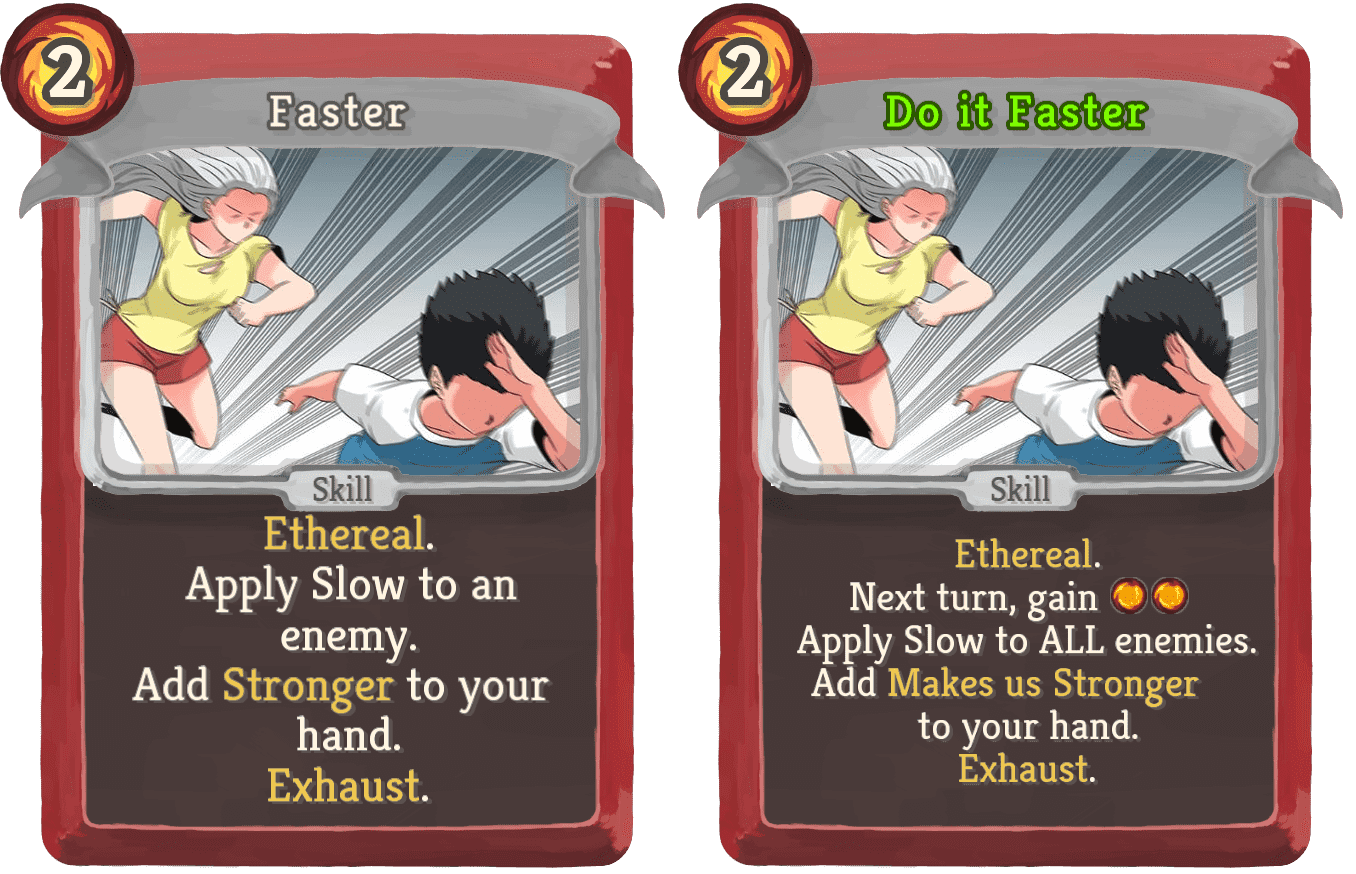 2
Faster
Skill
Ethereal.
Apply Slow to an
enemy.
Add Stronger to your
hand.
Exhaust.
2
Do it Faster
Skill
Ethereal.
Next turn, gain
Apply Slow to ALL enemies.
Add Makes us Stronger
to your hand.
Exhaust.